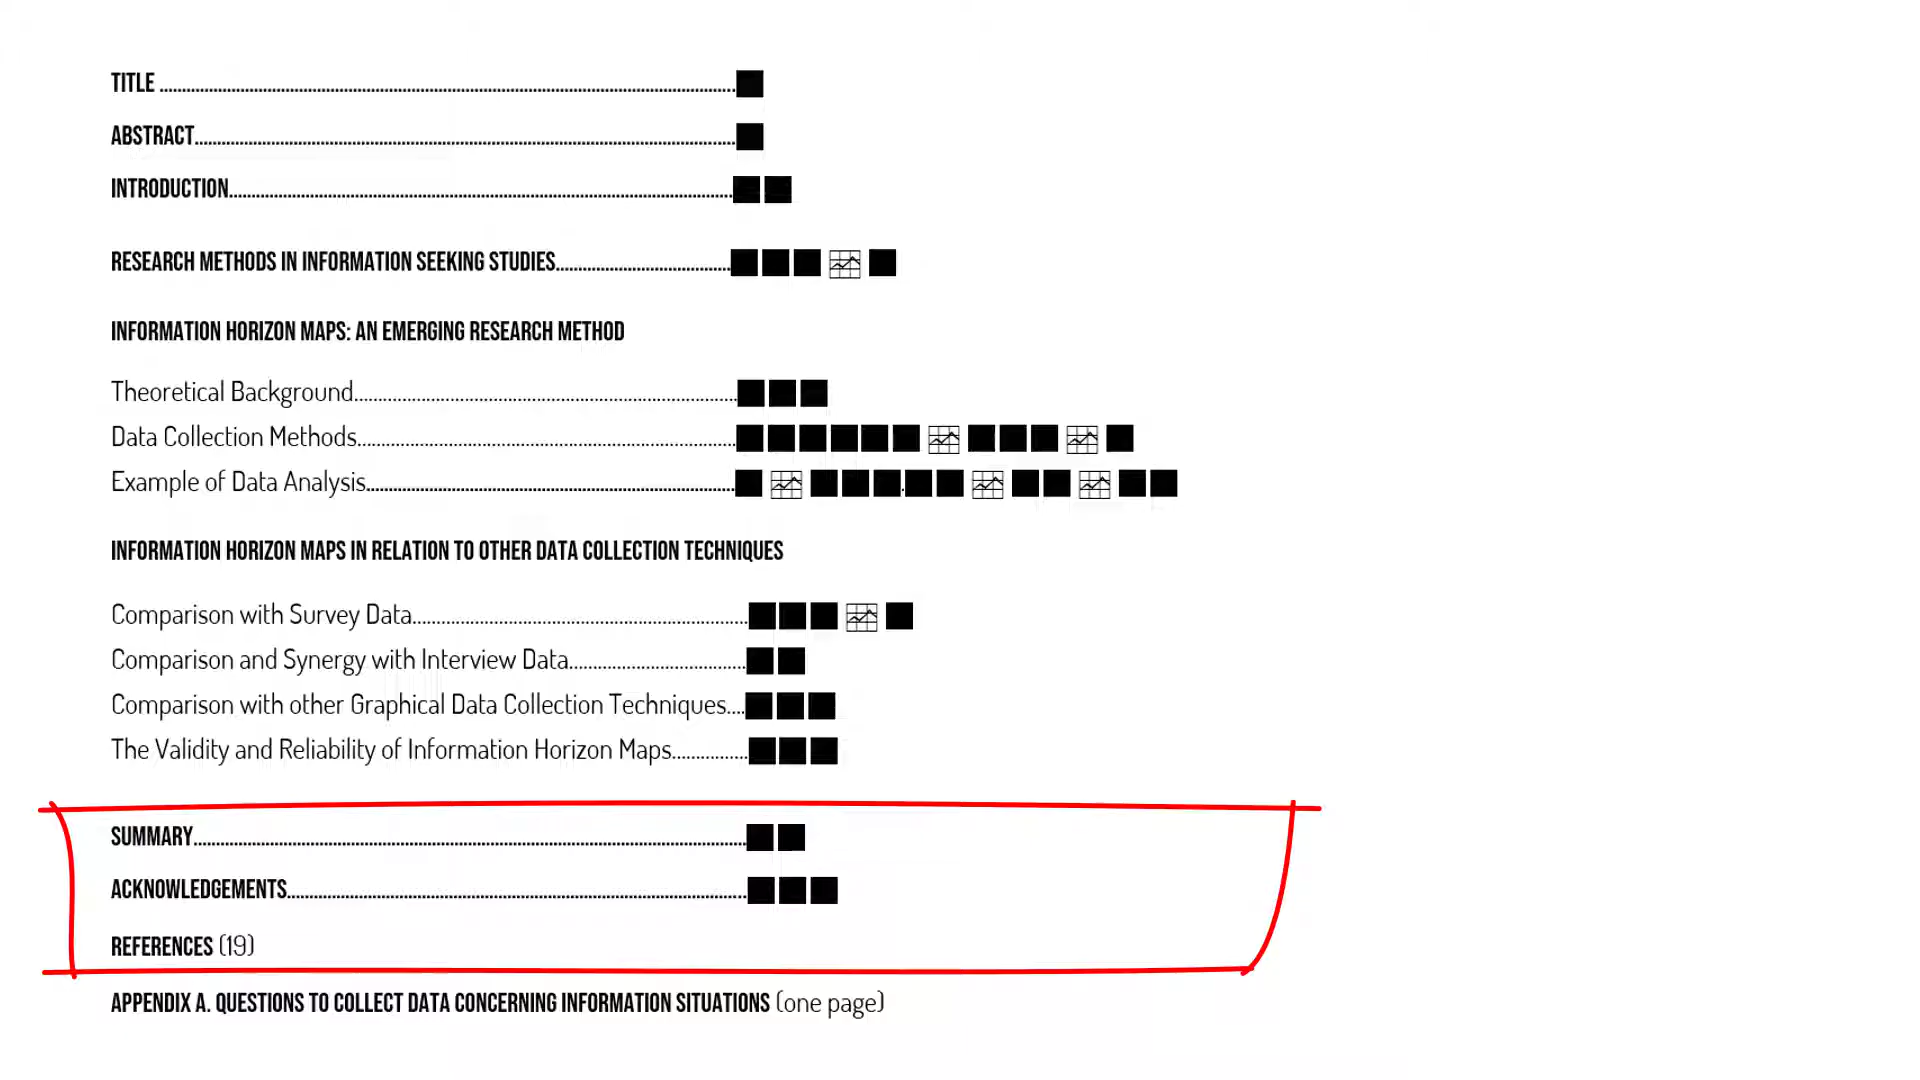 TITLE ....................
ABSTRACT....................
INTRODUCTION....................
RESEARCH METHODS IN INFORMATION SEEKING STUDIES....................
INFORMATION HORIZON MAPS: AN EMERGING RESEARCH METHOD
Theoretical Background....................
Data Collection Methods....................
Example of Data Analysis....................
INFORMATION HORIZON MAPS IN RELATION TO OTHER DATA COLLECTION TECHNIQUES
Comparison with Survey Data....................
Comparison and Synergy with Interview Data....................
Comparison with other Graphical Data Collection Techniques....
The Validity and Reliability of Information Horizon Maps...............
SUMMARY....................
ACKNOWLEDGEMENTS....................
REFERENCES (19)
APPENDIX A. QUESTIONS TO COLLECT DATA CONCERNING INFORMATION SITUATIONS (one page)